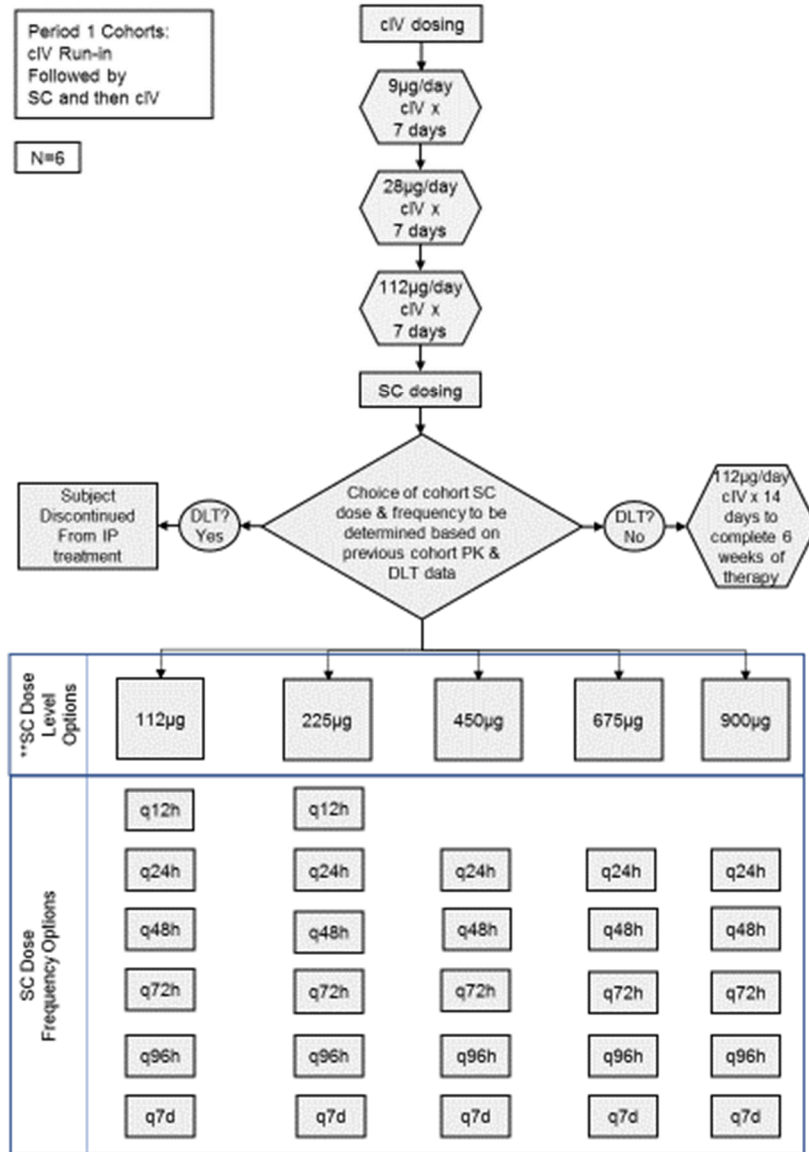 Period 1 Cohorts:
cIV Run-in
Followed by
SC and then cIV
N=6
cIV dosing
9µg/day
cIV x
7 days
28µg/day
cIV x
7 days
112µg/day
cIV x
7 days
SC dosing
Choice of cohort SC
dose & frequency to be
determined based on
previous cohort PK &
DLT data
DLT?
Yes
Subject
Discontinued
From IP
treatment
DLT?
No
112µg/day
cIV x 14
days to
complete 6
weeks of
therapy
**SC Dose
Level
Options
112µg
225µg
450µg
675µg
900µg
SC Dose
Frequency Options
q12h
q12h
q24h
q24h
q24h
q24h
q24h
q48h
q48h
q48h
q48h
q48h
q72h
q72h
q72h
q72h
q72h
q96h
q96h
q96h
q96h
q96h
q7d
q7d
q7d
q7d
q7d